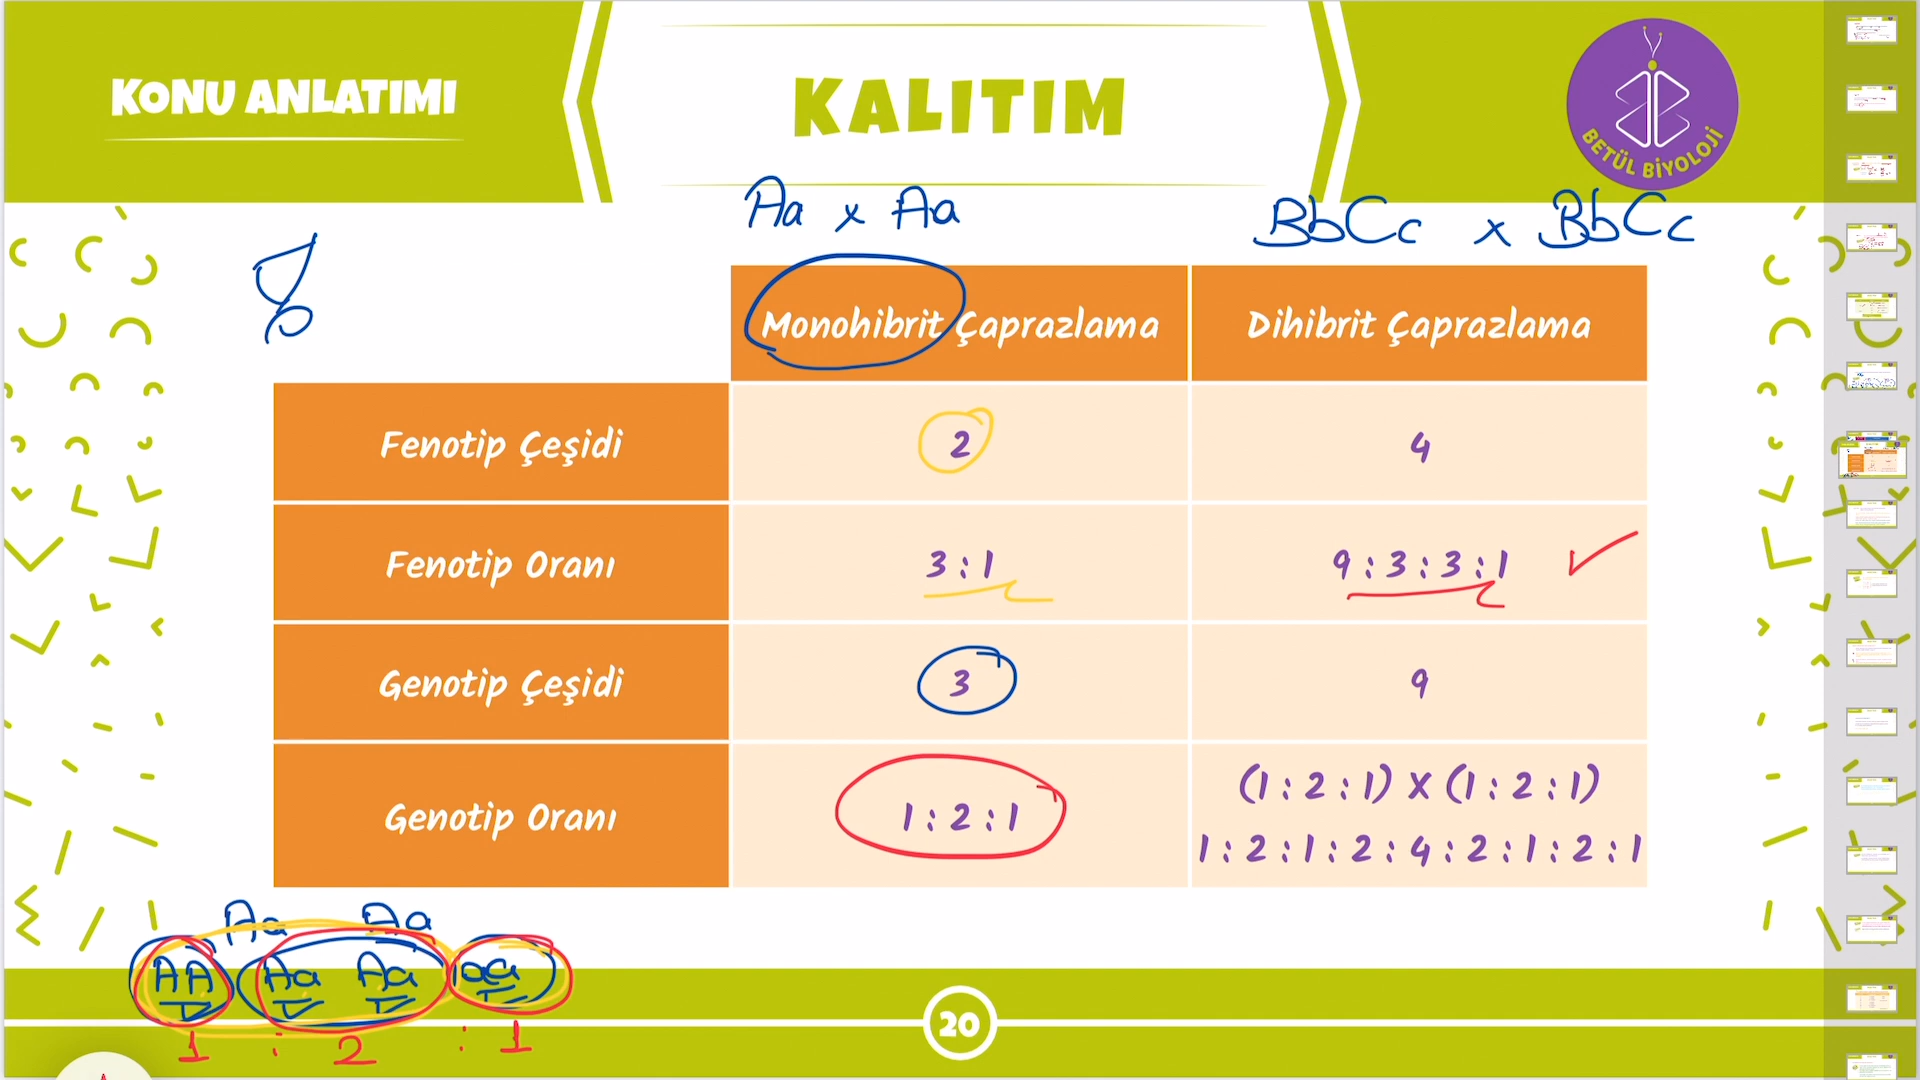 KONU ANLATIMI
KALITIM
BETÜL BİYOLOJİ
Aa x Aa
BbCc x BbCc
Monohibrit Çaprazlama
Dihibrit Çaprazlama
Fenotip Çeşidi
2
4
Fenotip Oranı
3 : 1
9 : 3 : 3 : 1
Genotip Çeşidi
3
9
Genotip Oranı
1 : 2 : 1
(1 : 2 : 1) X (1 : 2 : 1)
1 : 2 : 1 : 2 : 4 : 2 : 1 : 2 : 1
Aa Aa
AA Aa Aa aa
1 : 2 : 1
20